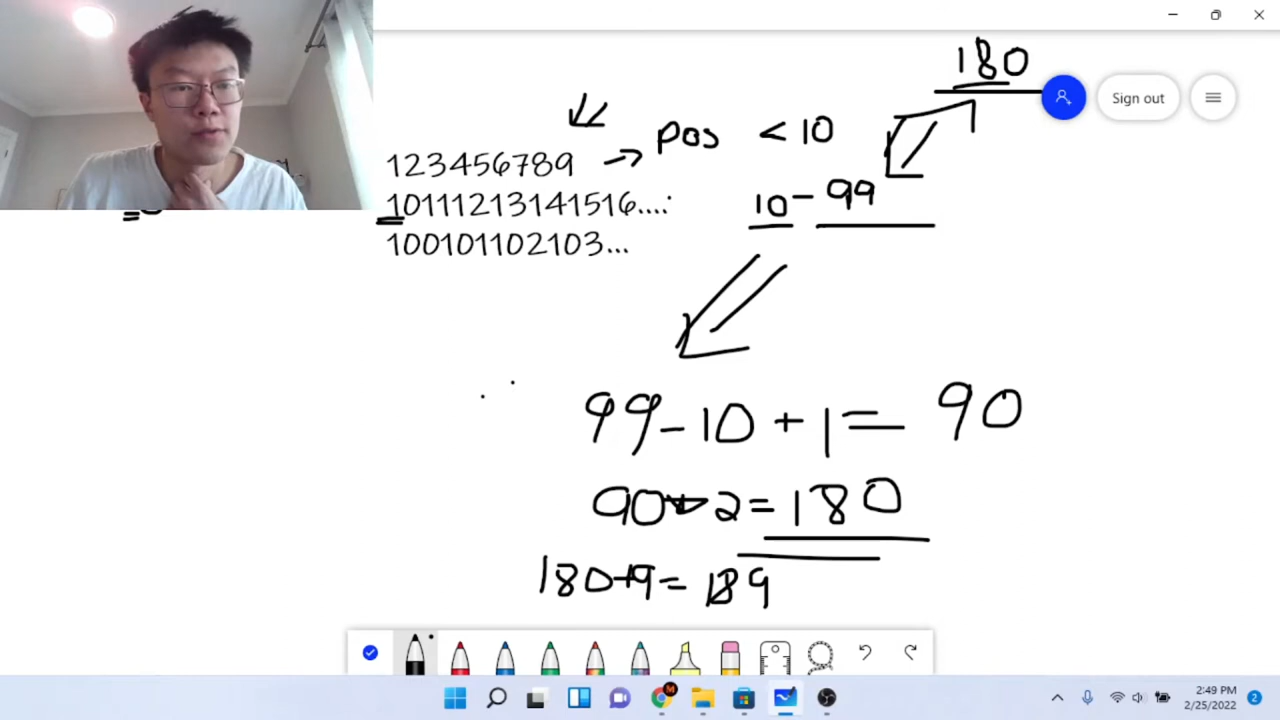 180
Sign out
pos < 10
123456789
10 - 99
10111213141516....
100101102103...
99 - 10 + 1 = 90
90 * 2 = 180
180+9 = 189
2:49 PM
2/25/2022
2